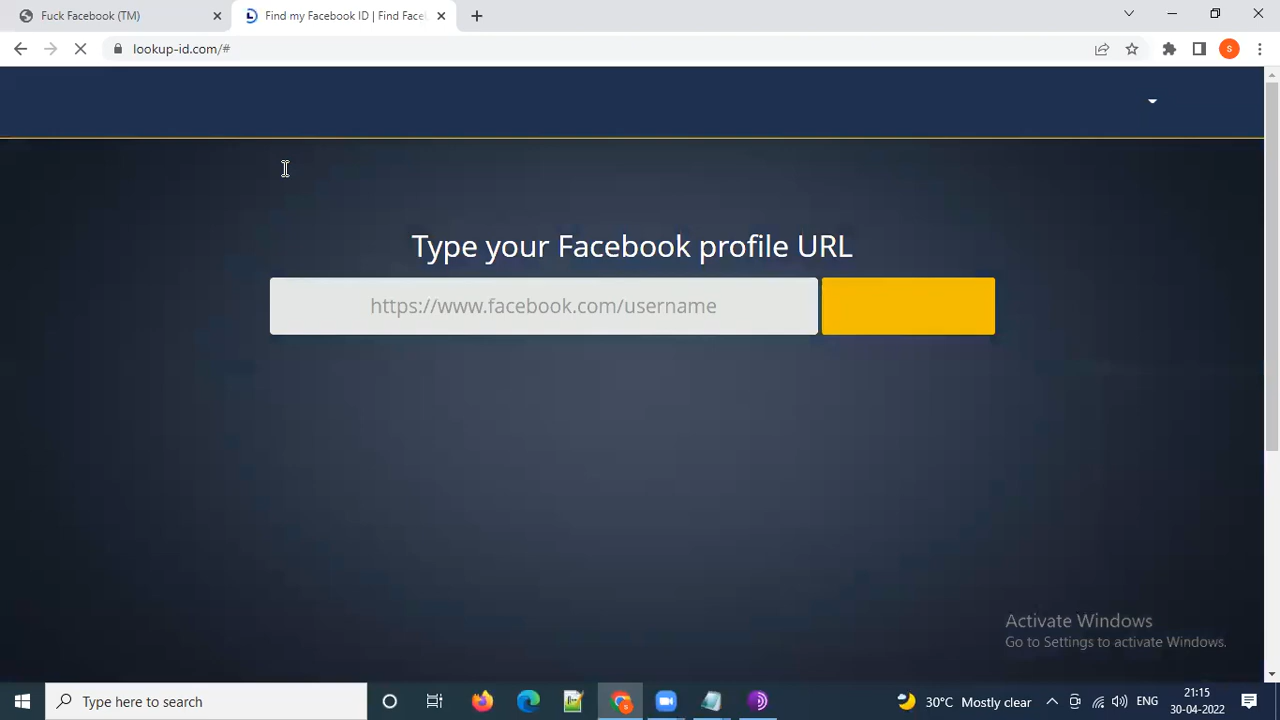 Fuck Facebook (TM)
Find my Facebook ID | Find Face
lookup-id.com/#
S
Type your Facebook profile URL
https://www.facebook.com/username
Activate Windows
Go to Settings to activate Windows.
Type here to search
30°C Mostly clear
ENG
21:15
30-04-2022